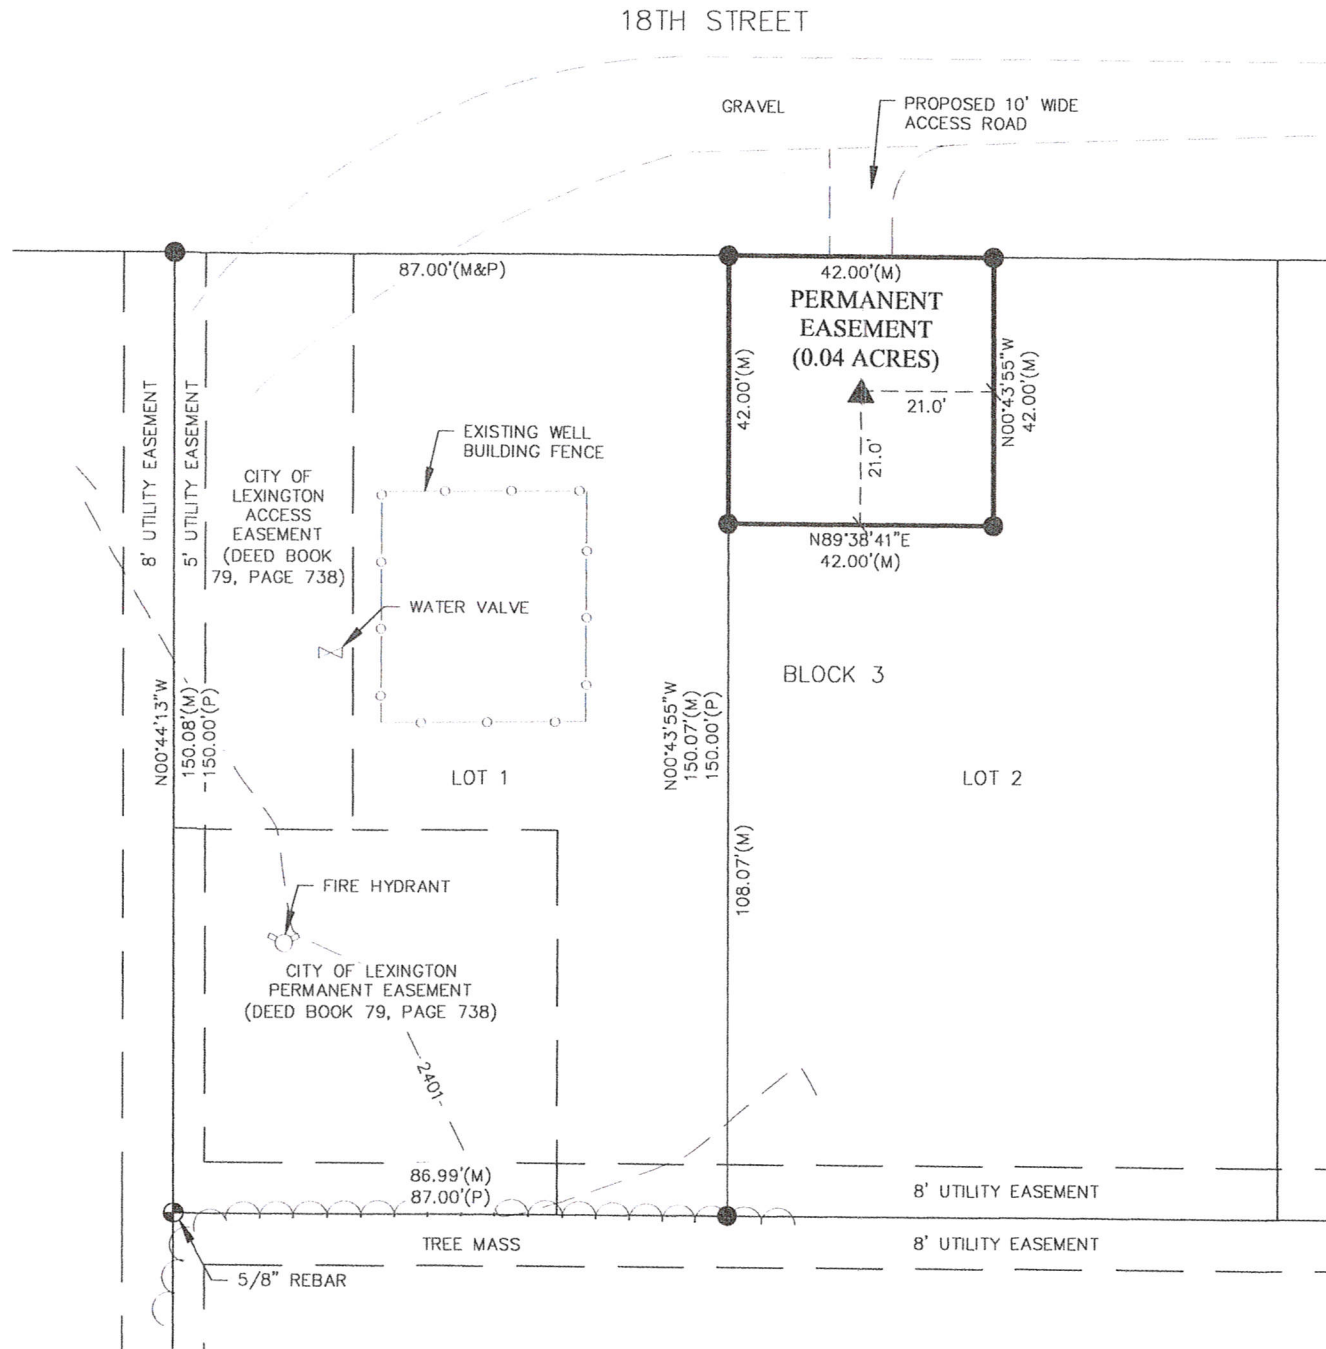 18TH STREET
GRAVEL
PROPOSED 10' WIDE
ACCESS ROAD
87.00'(M&P)
42.00'(M)
PERMANENT
EASEMENT
(0.04 ACRES)
42.00'(M)
21.0'
21.0'
N00°43'55"W
42.00'(M)
N89°38'41"E
42.00'(M)
8' UTILITY EASEMENT
5' UTILITY EASEMENT
EXISTING WELL
BUILDING FENCE
CITY OF
LEXINGTON
ACCESS
EASEMENT
(DEED BOOK
79, PAGE 738)
WATER VALVE
BLOCK 3
N00°44'13"W
150.08'(M)
150.00'(P)
LOT 1
N00°43'55"W
150.07'(M)
150.00'(P)
LOT 2
108.07'(M)
FIRE HYDRANT
CITY OF LEXINGTON
PERMANENT EASEMENT
(DEED BOOK 79, PAGE 738)
2401
86.99'(M)
87.00'(P)
8' UTILITY EASEMENT
TREE MASS
8' UTILITY EASEMENT
5/8" REBAR